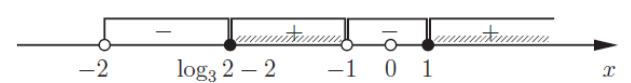 − + − +
−2 log₃ 2 − 2 −1 0 1 x